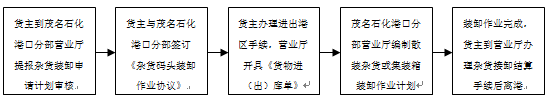 货主到茂名石化
港口分部营业厅
提报杂货装卸申
请计划审核.
货主与茂名石化
港口分部签订
《杂货码头装卸
作业协议》.
货主办理进出港
区手续，营业厅
开具《货物进
（出）库单》
茂名石化港口分
部营业厅编制散
装杂货或集装箱
装卸作业计划
装卸作业完成，
货主到营业厅办
理杂货接卸结算
手续后离港.